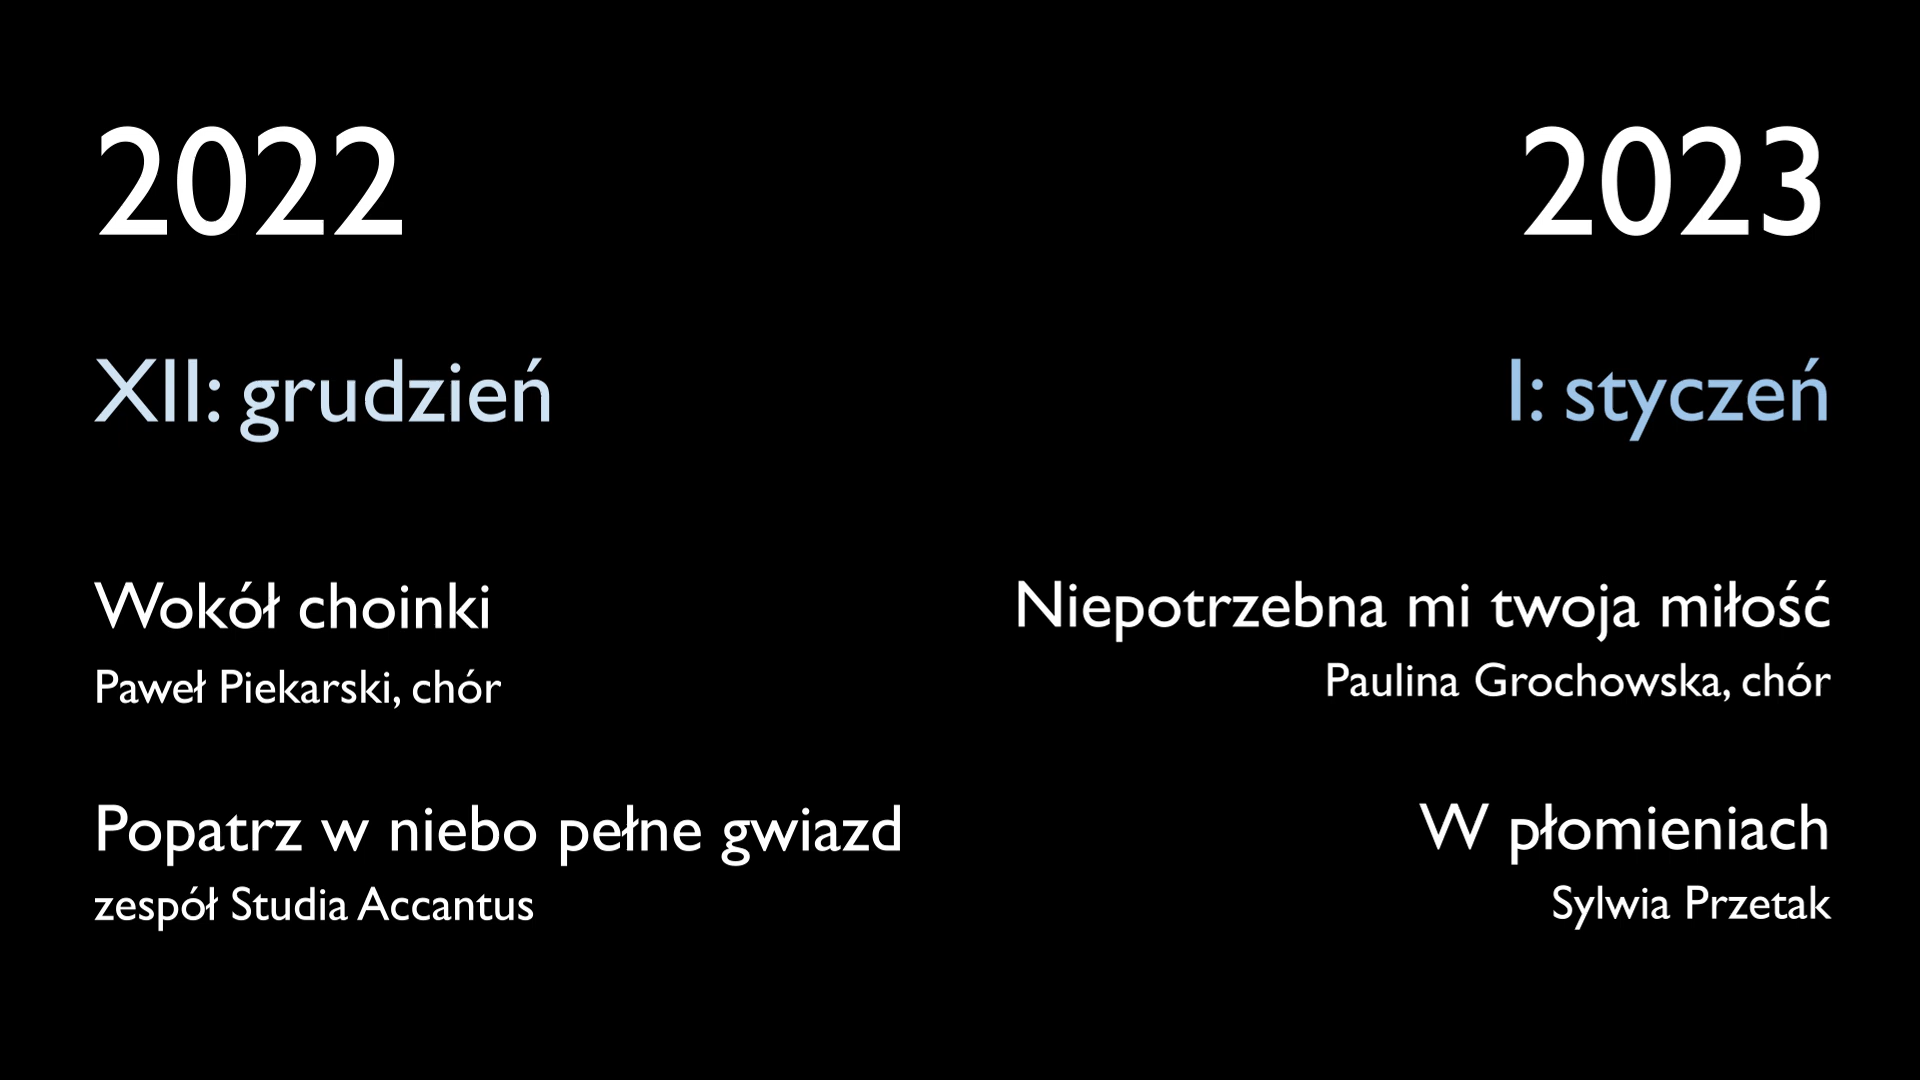 2022
XII: grudzień
Wokół choinki
Paweł Piekarski, chór
Popatrz w niebo pełne gwiazd
zespół Studia Accantus
2023
I: styczeń
Niepotrzebna mi twoja miłość
Paulina Grochowska, chór
W płomieniach
Sylwia Przetak